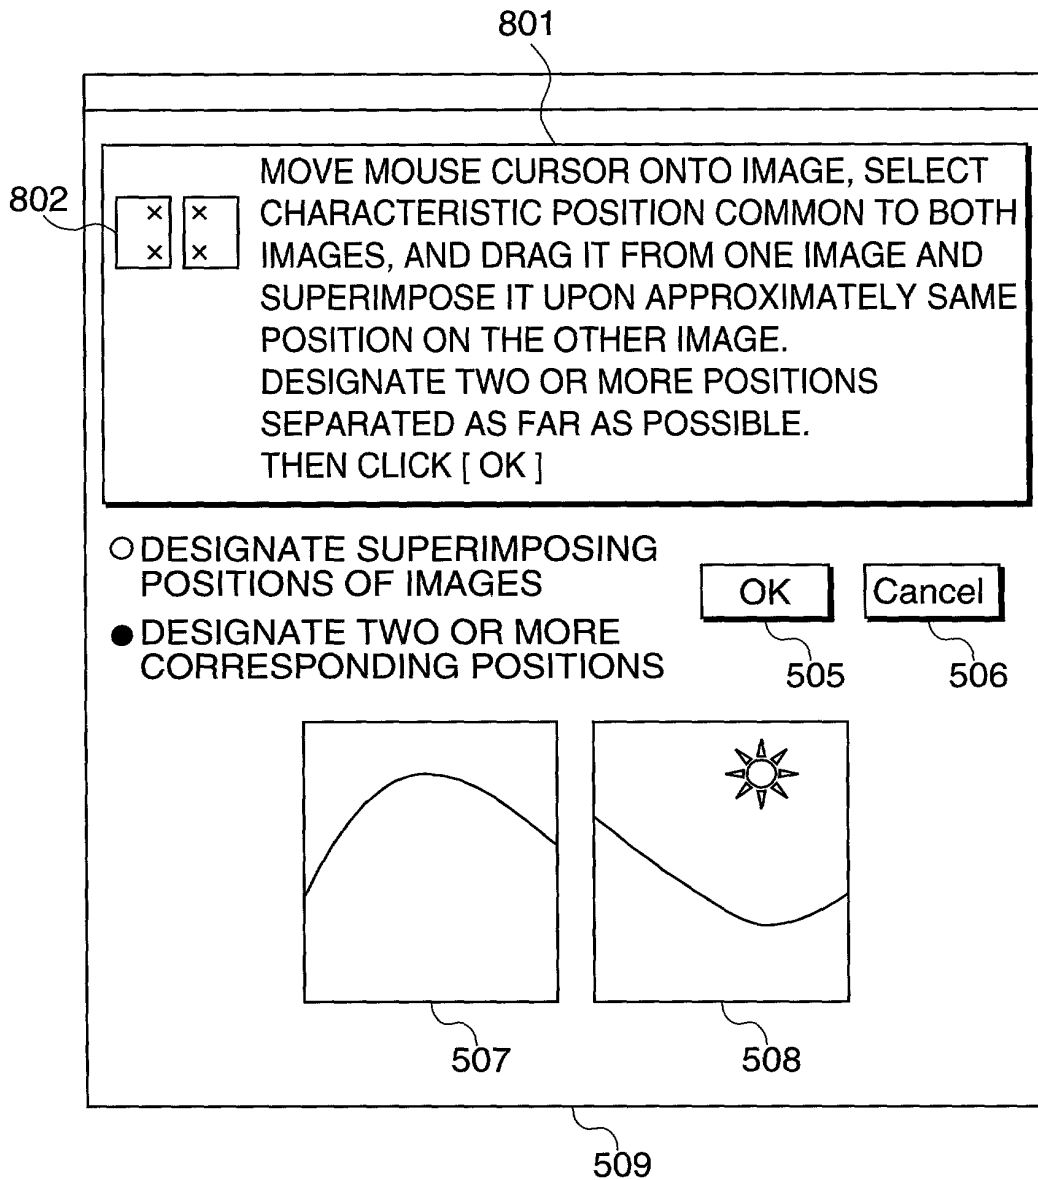 801
802
MOVE MOUSE CURSOR ONTO IMAGE, SELECT
CHARACTERISTIC POSITION COMMON TO BOTH
IMAGES, AND DRAG IT FROM ONE IMAGE AND
SUPERIMPOSE IT UPON APPROXIMATELY SAME
POSITION ON THE OTHER IMAGE.
DESIGNATE TWO OR MORE POSITIONS
SEPARATED AS FAR AS POSSIBLE.
THEN CLICK [ OK ]
DESIGNATE SUPERIMPOSING
POSITIONS OF IMAGES
DESIGNATE TWO OR MORE
CORRESPONDING POSITIONS
OK
Cancel
505
506
507
508
509